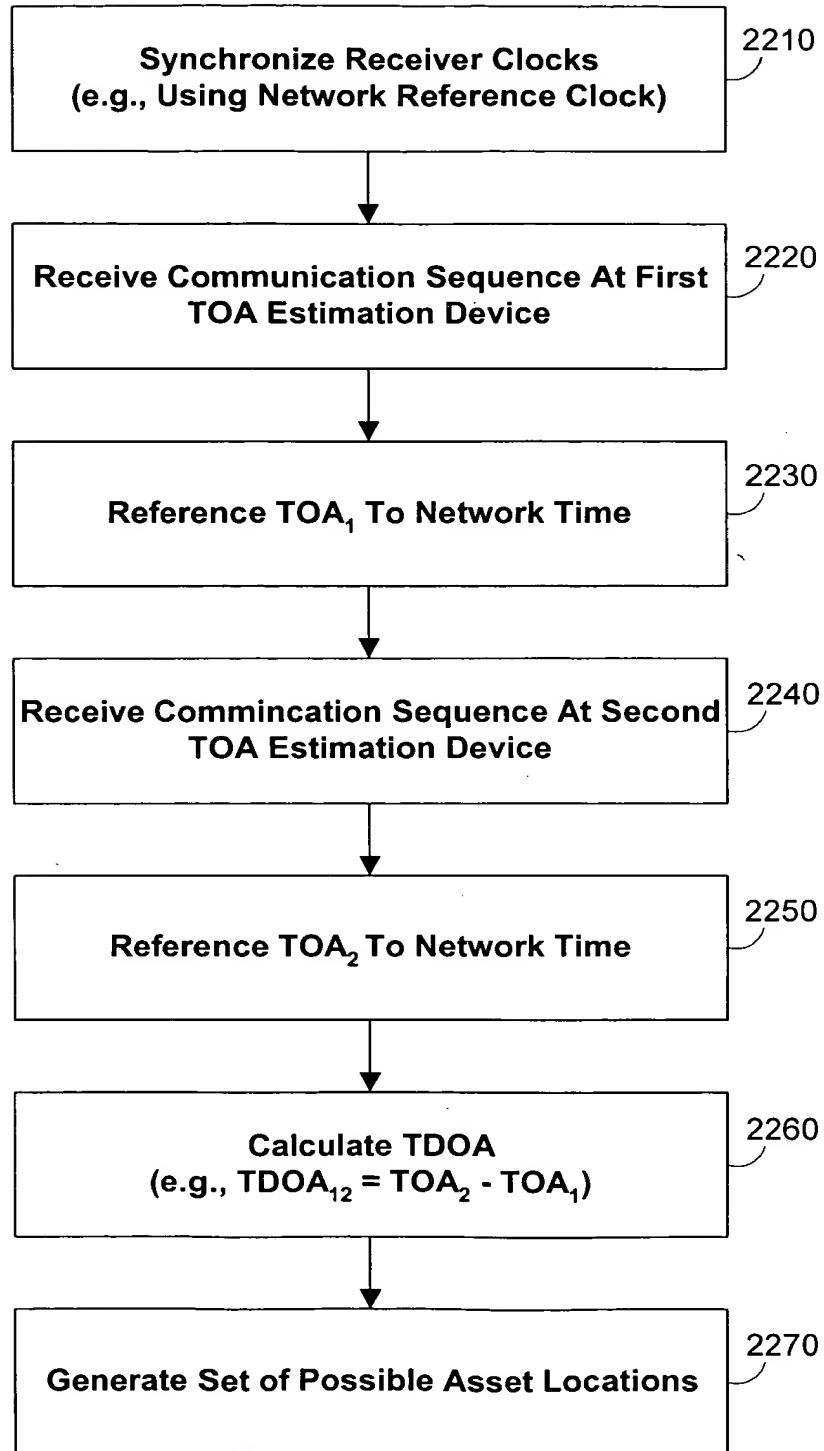 Synchronize Receiver Clocks
(e.g., Using Network Reference Clock)
2210
Receive Communication Sequence At First
TOA Estimation Device
2220
Reference TOA₁ To Network Time
2230
Receive Commincation Sequence At Second
TOA Estimation Device
2240
Reference TOA₂ To Network Time
2250
Calculate TDOA
(e.g., TDOA₁₂ = TOA₂ - TOA₁)
2260
Generate Set of Possible Asset Locations
2270